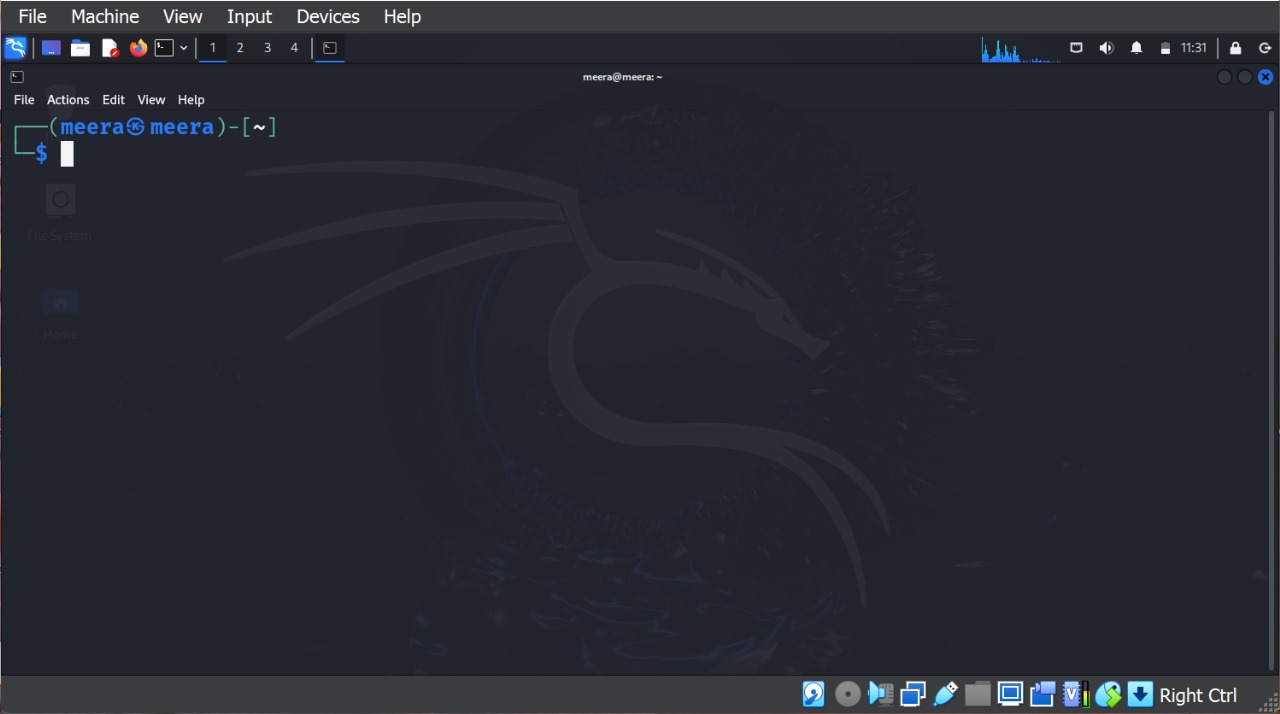 File Machine View Input Devices Help
1 2 3 4 11:31
meera@meera: ~
File Actions Edit View Help
(meera㉿meera)-[~]
$
File System
Home
Right Ctrl